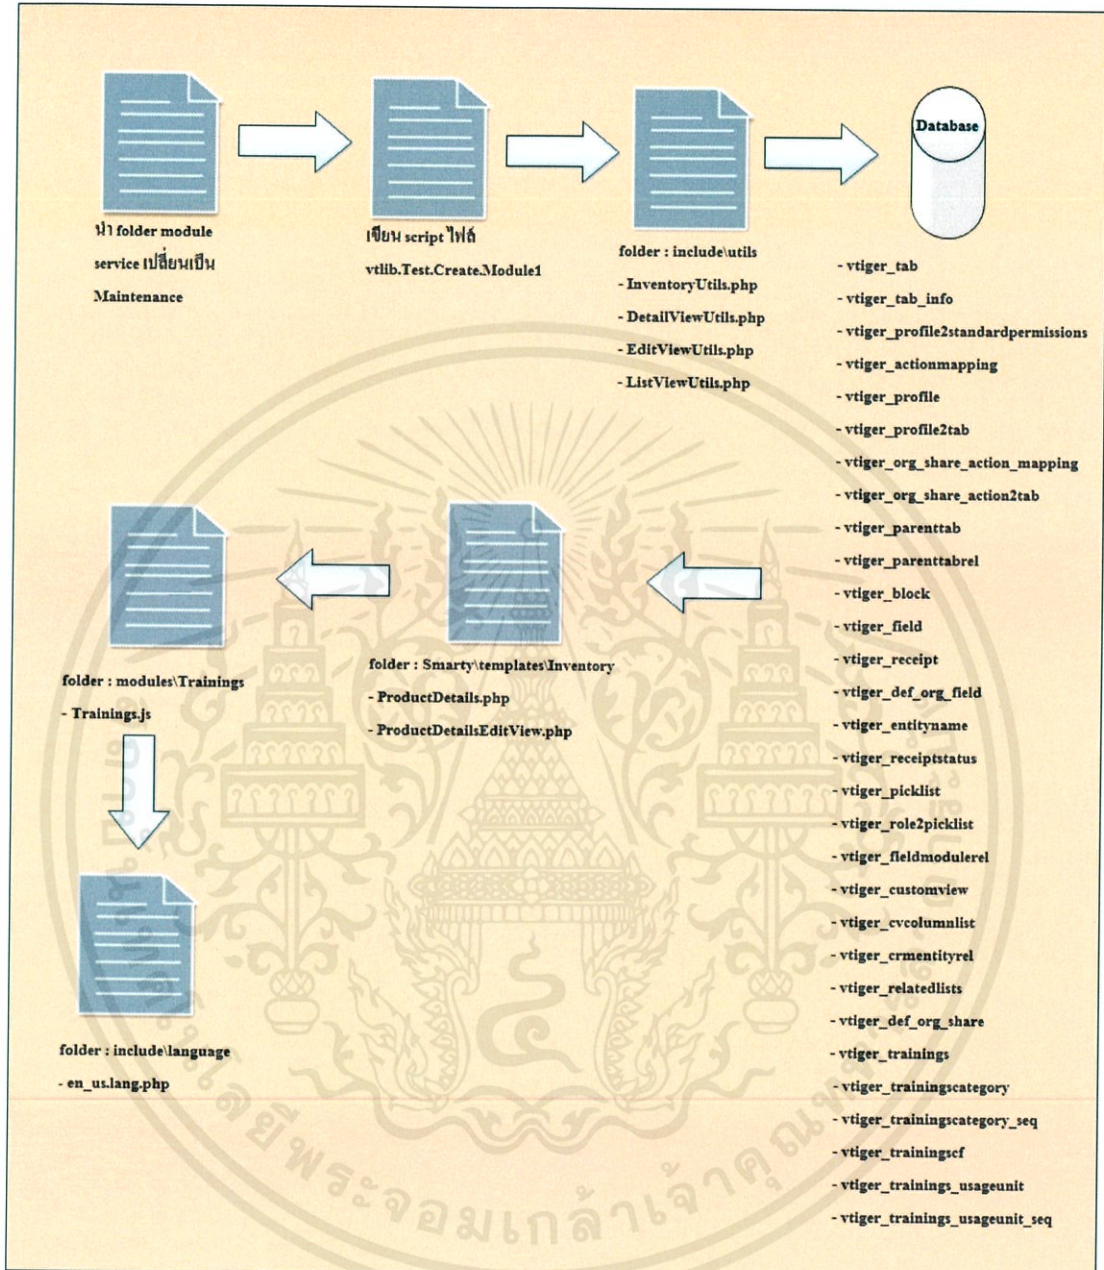 นำ folder module
service เปลี่ยนเป็น
Maintenance
เขียน script ไฟล์
vtlib.Test.Create.Module1
folder : include\utils
- InventoryUtils.php
- DetailViewUtils.php
- EditViewUtils.php
- ListViewUtils.php
Database
- vtiger_tab
- vtiger_tab_info
- vtiger_profile2standardpermissions
- vtiger_actionmapping
- vtiger_profile
- vtiger_profile2tab
- vtiger_org_share_action_mapping
- vtiger_org_share_action2tab
- vtiger_parenttab
- vtiger_parenttabrel
- vtiger_block
- vtiger_field
- vtiger_receipt
- vtiger_def_org_field
- vtiger_entityname
- vtiger_receiptstatus
- vtiger_picklist
- vtiger_role2picklist
- vtiger_fieldmodulerel
- vtiger_customview
- vtiger_cvcolumnlist
- vtiger_crmentityrel
- vtiger_relatedlists
- vtiger_def_org_share
- vtiger_trainings
- vtiger_trainingscategory
- vtiger_trainingscategory_seq
- vtiger_trainingscf
- vtiger_trainings_usageunit
- vtiger_trainings_usageunit_seq
folder : Smarty\templates\Inventory
- ProductDetails.php
- ProductDetailsEditView.php
folder : modules\Trainings
- Trainings.js
folder : include\language
- en_us.lang.php